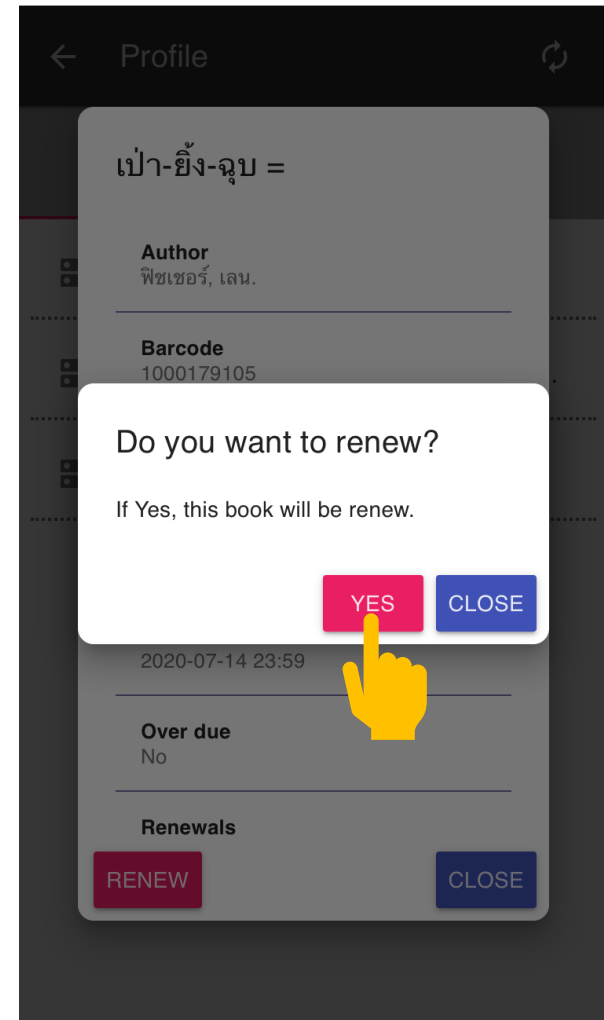 Profile
เป่า-ยิ้ง-ฉุบ =
Author
ฟิชเชอร์, เลน.
Barcode
1000179105
Do you want to renew?
If Yes, this book will be renew.
YES CLOSE
2020-07-14 23:59
Over due
No
Renewals
RENEW CLOSE